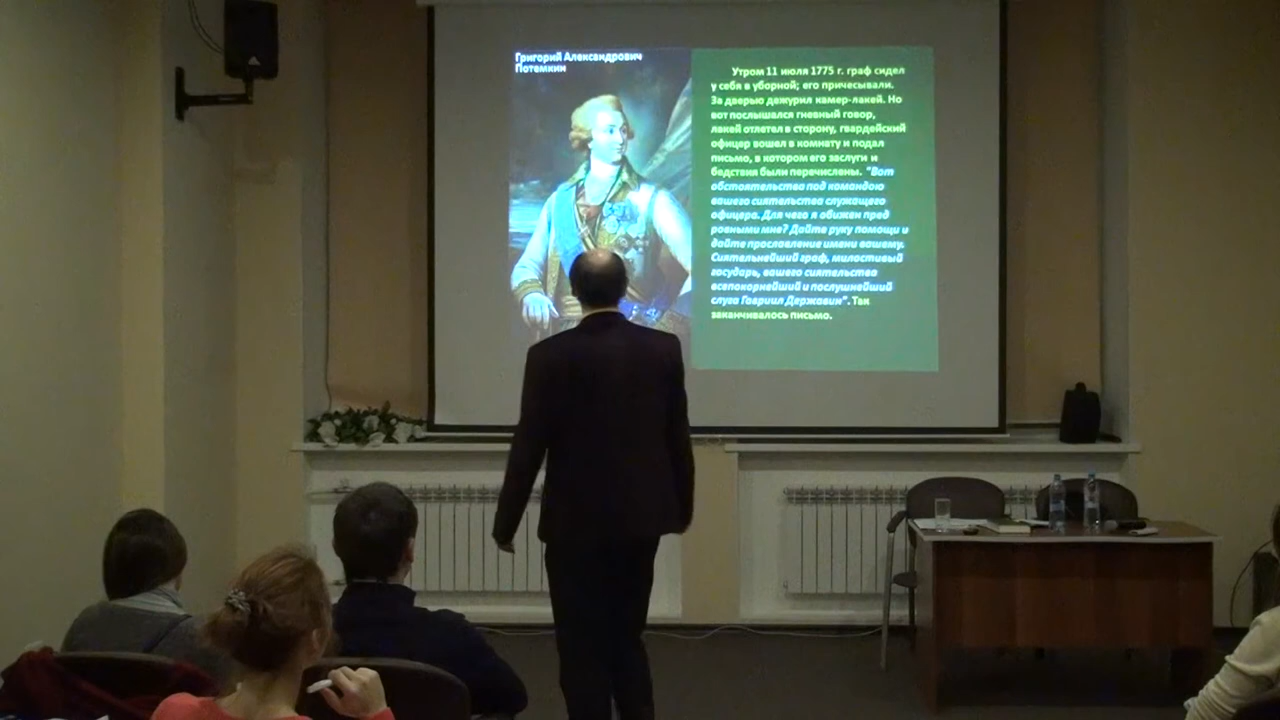 Григорий Александрович
Потемкин
Утром 11 июля 1775 г. граф сидел
у себя в уборной; его причесывали.
За дверью дежурил камер-лакей. Но
вот послышался гневный говор,
лакей отлетел в сторону, гвардейский
офицер вошел в комнату и подал
письмо, в котором его заслуги и
бедствия были перечислены. "Вот
обстоятельства под командою
вашего сиятельства служащего
офицера. Для чего я обижен пред
ровными мне? Дайте руку помощи и
дайте прославление имени вашему.
Сиятельнейший граф, милостивый
государь, вашего сиятельства
всепокорнейший и послушнейший
слуга Гавриил Державин". Так
заканчивалось письмо.